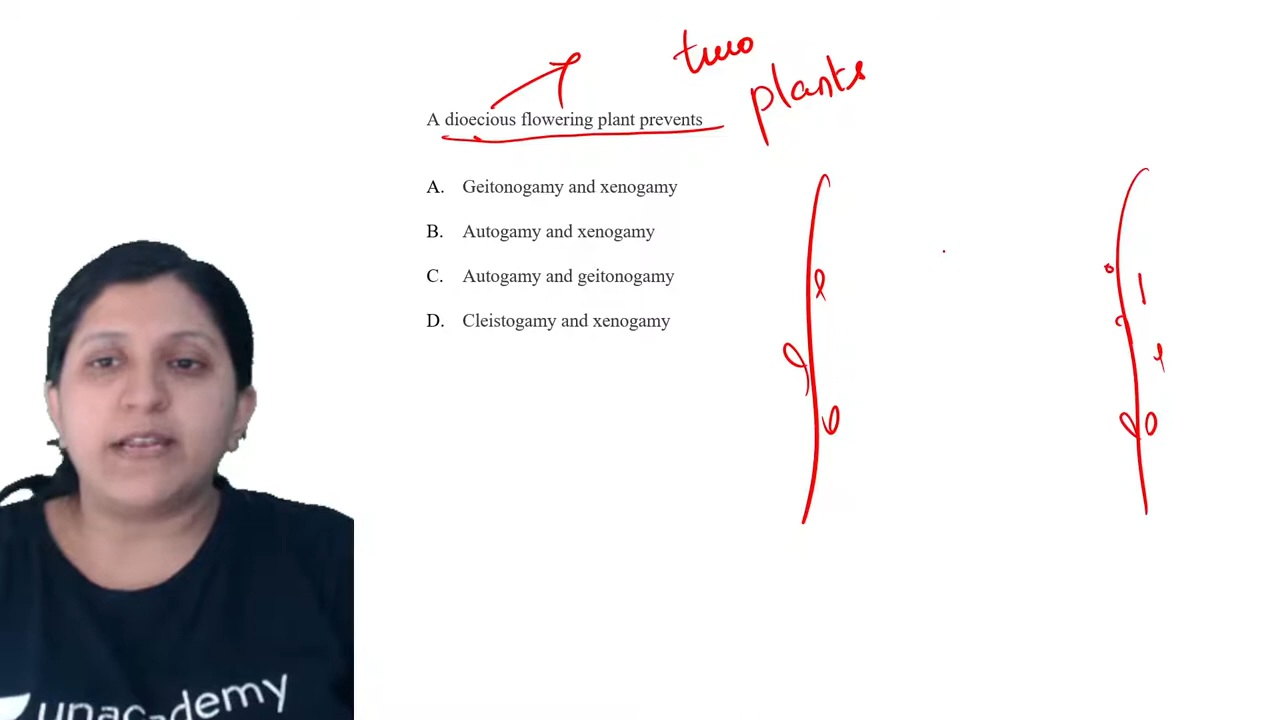 two
plants
A dioecious flowering plant prevents
A. Geitonogamy and xenogamy
B. Autogamy and xenogamy
C. Autogamy and geitonogamy
D. Cleistogamy and xenogamy
unacademy